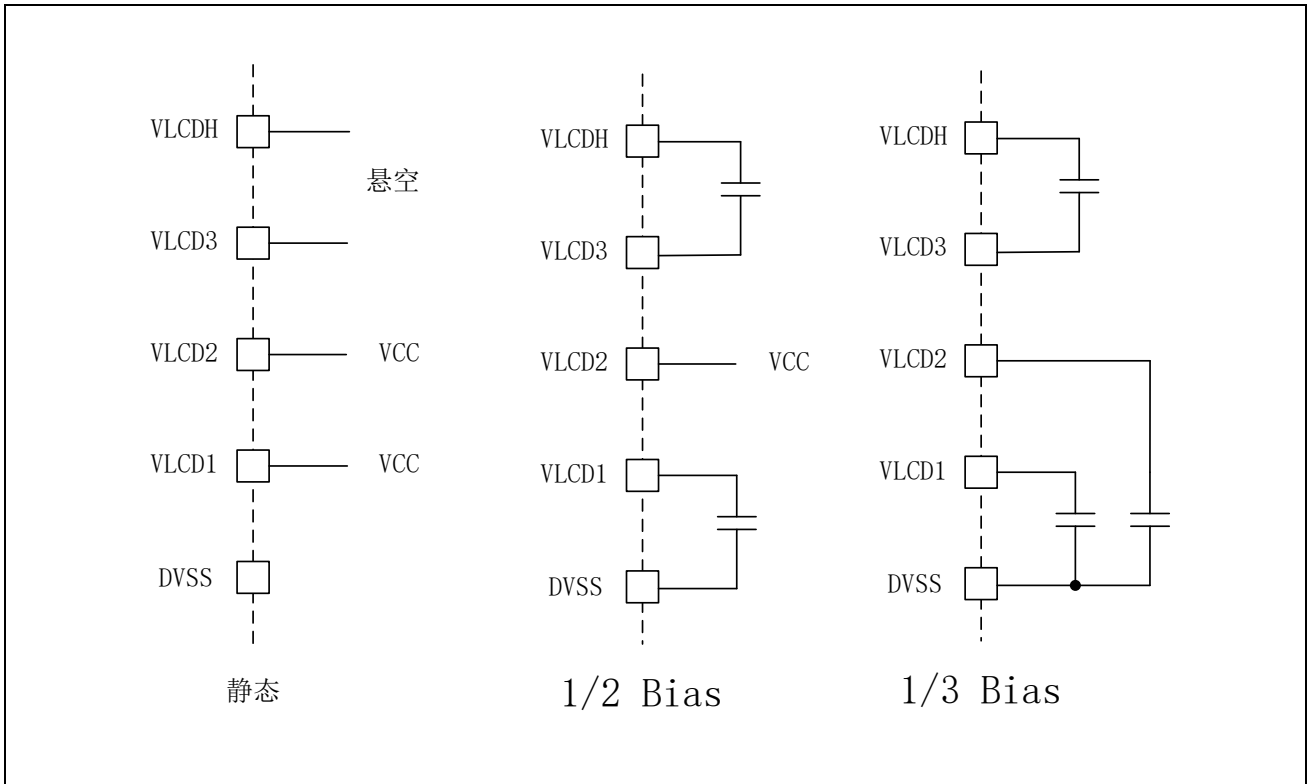 VLCDH
悬空
VLCD3
VLCD2 VCC
VLCD1 VCC
DVSS
静态
VLCDH
VLCD3
VLCD2 VCC
VLCD1
DVSS
1/2 Bias
VLCDH
VLCD3
VLCD2
VLCD1
DVSS
1/3 Bias